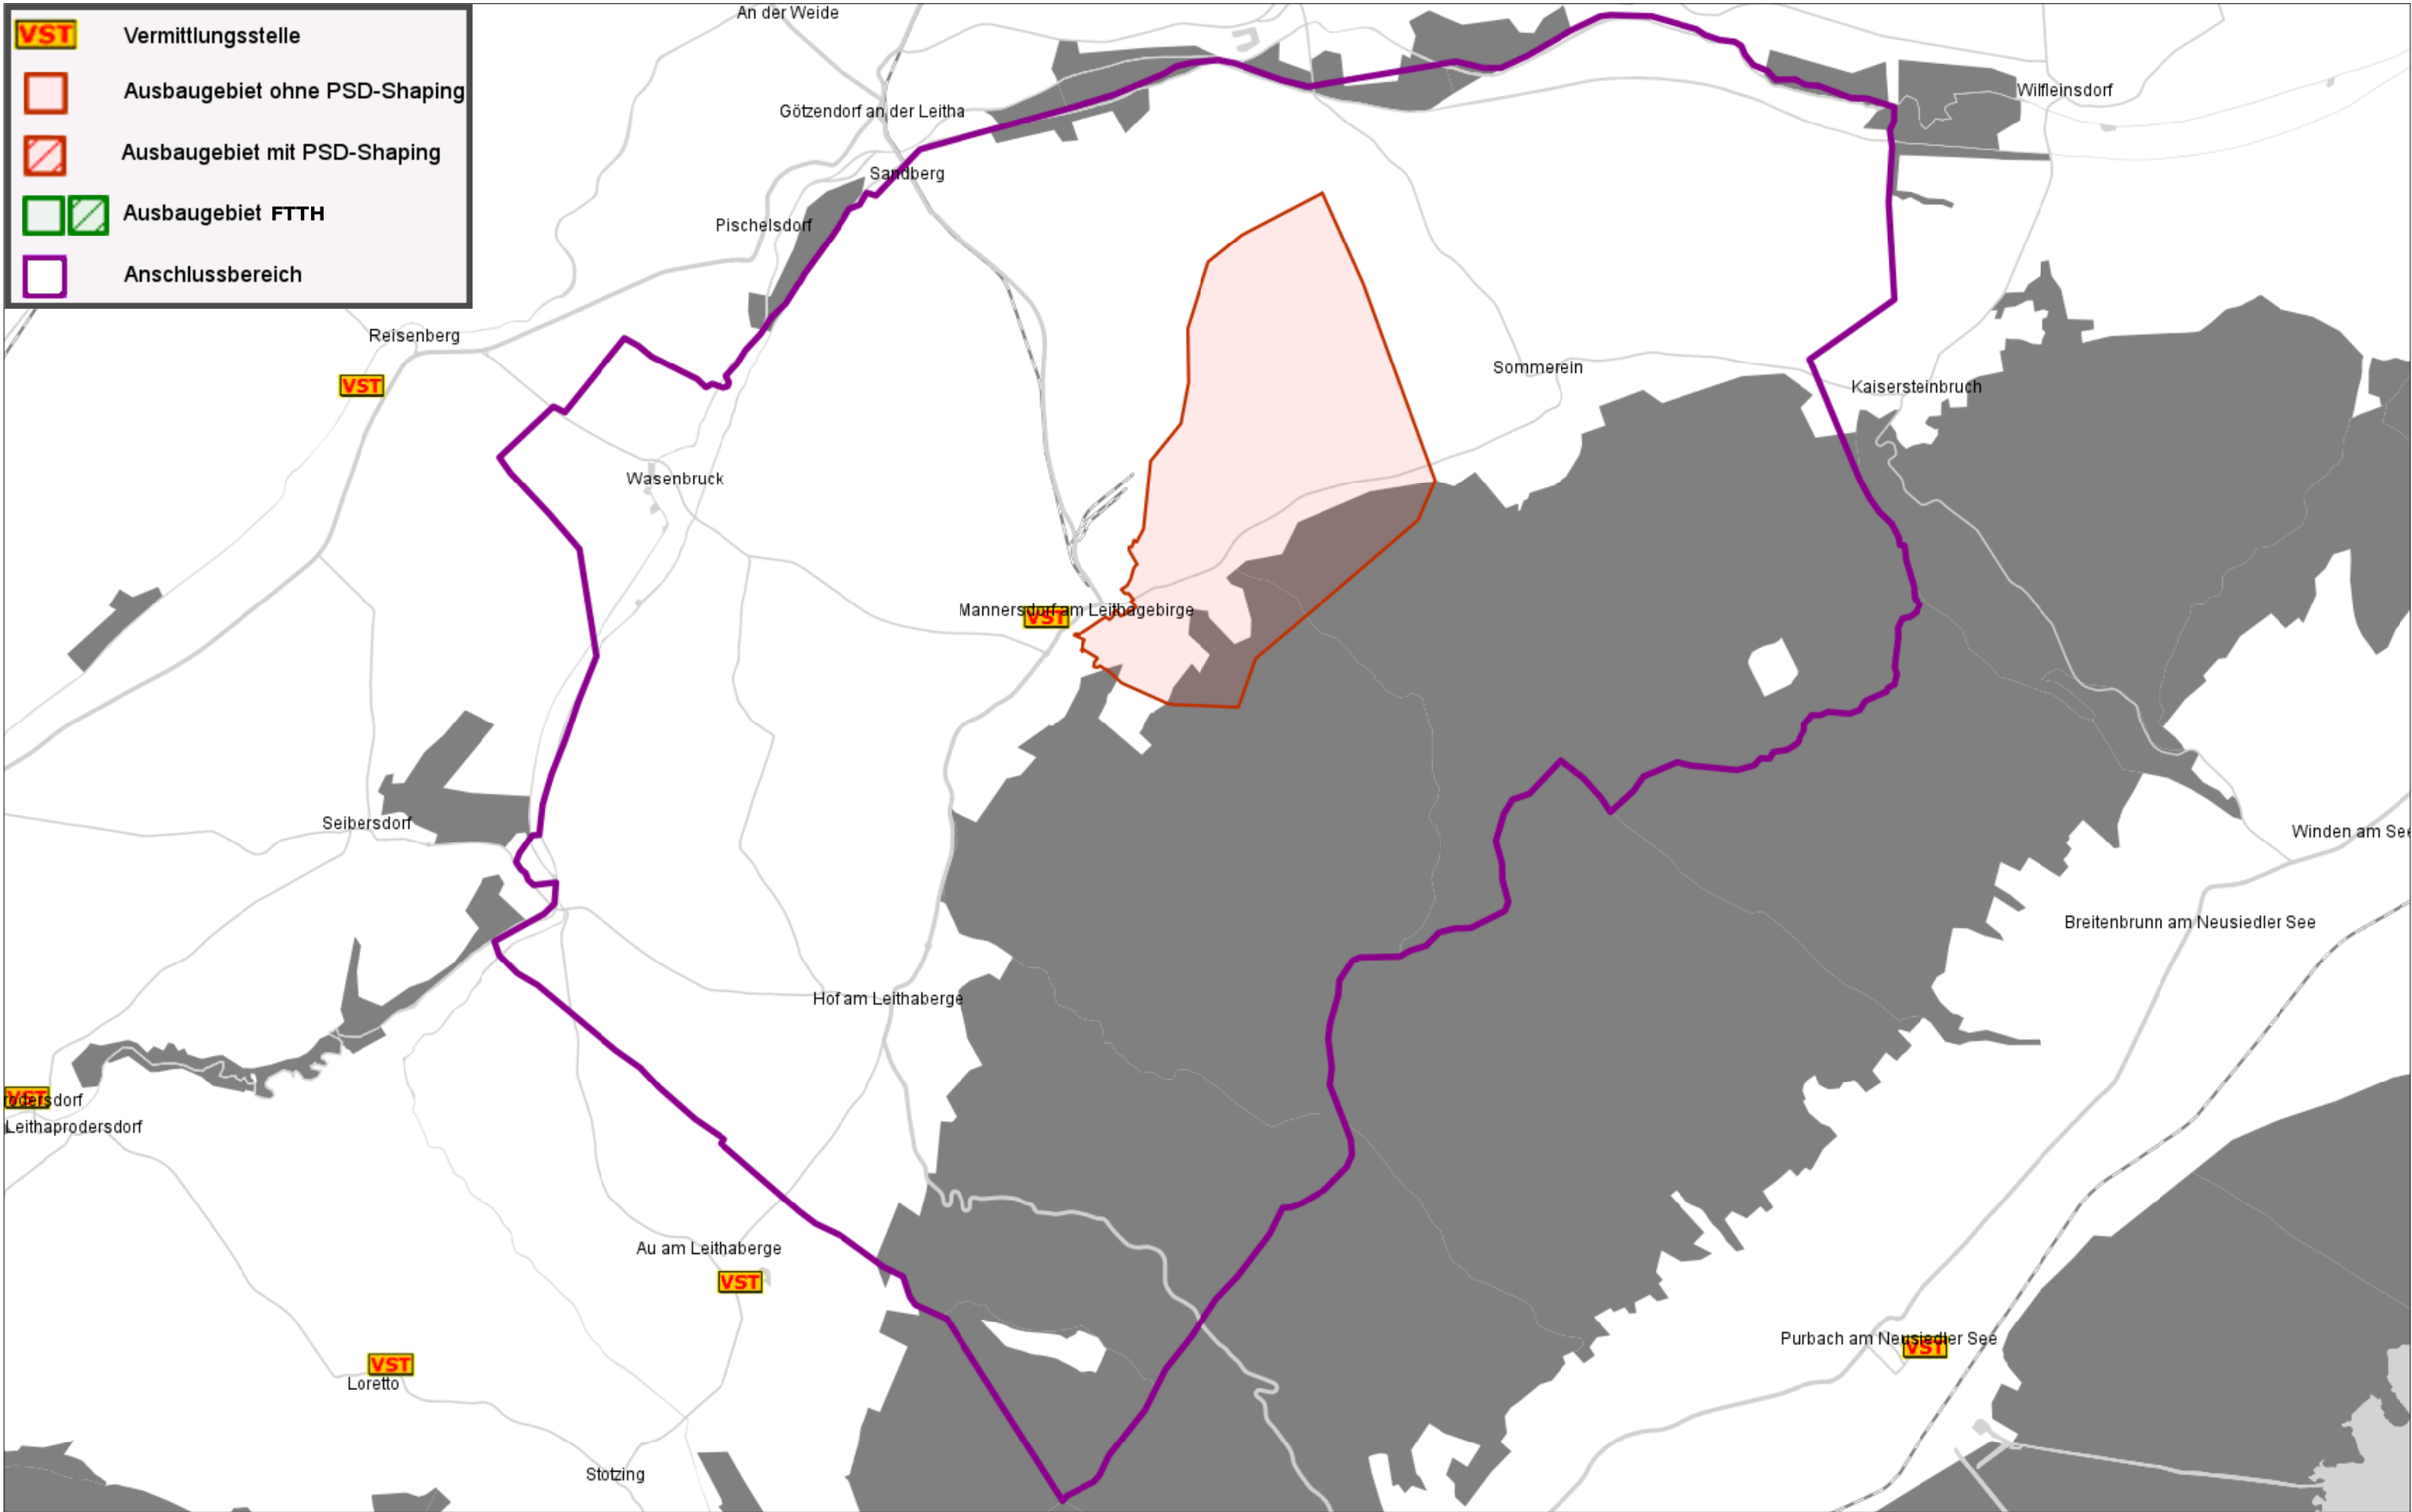 VST Vermittlungsstelle
Ausbaugebiet ohne PSD-Shaping
Ausbaugebiet mit PSD-Shaping
Ausbaugebiet FTTH
Anschlussbereich
An der Weide
Wilfleinsdorf
Götzendorf an der Leitha
Sandberg
Pischelsdorf
Reisenberg
Sommerein
VST
Kaisersteinbruch
Wasenbruck
Mannersdorf am Leithagebirge
VST
Seibersdorf
Winden am See
Breitenbrunn am Neusiedler See
Hof am Leithaberge
VST
rodersdorf
Leithaprodersdorf
Au am Leithaberge
VST
Purbach am Neusiedler See
VST
VST
Loretto
Stotzing